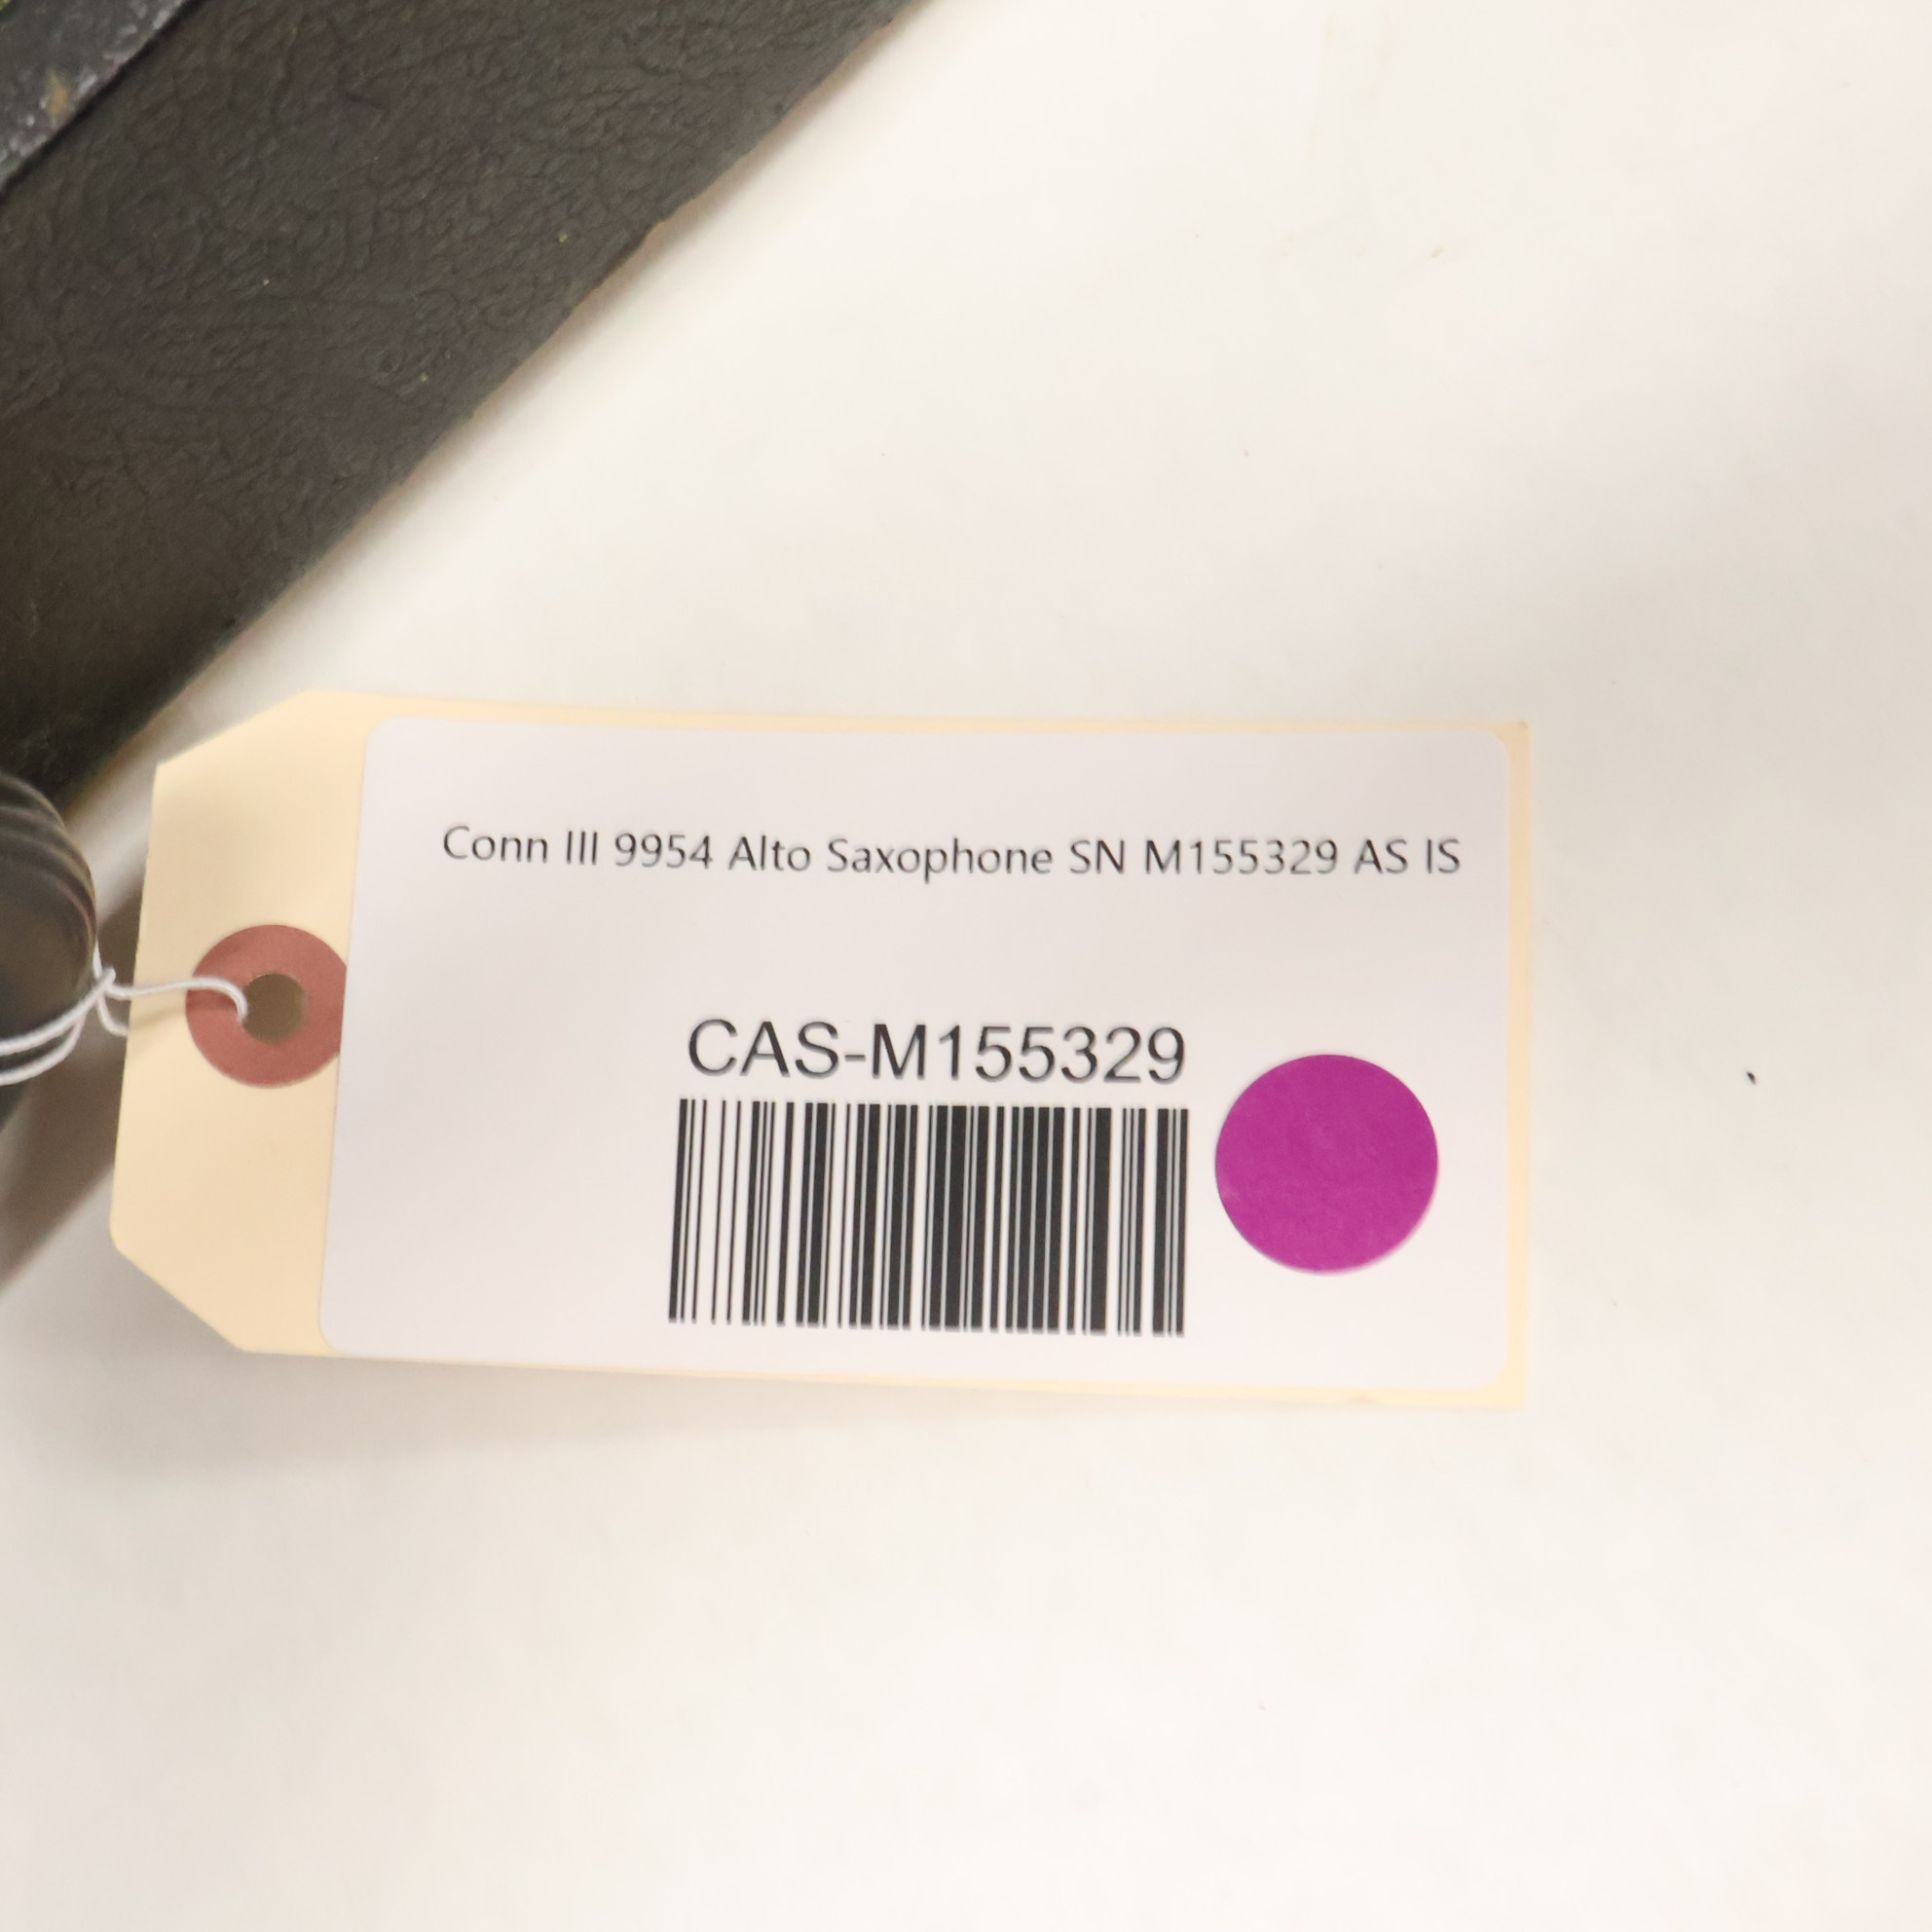 Conn III 9954 Alto Saxophone SN M155329 AS IS
CAS-M155329